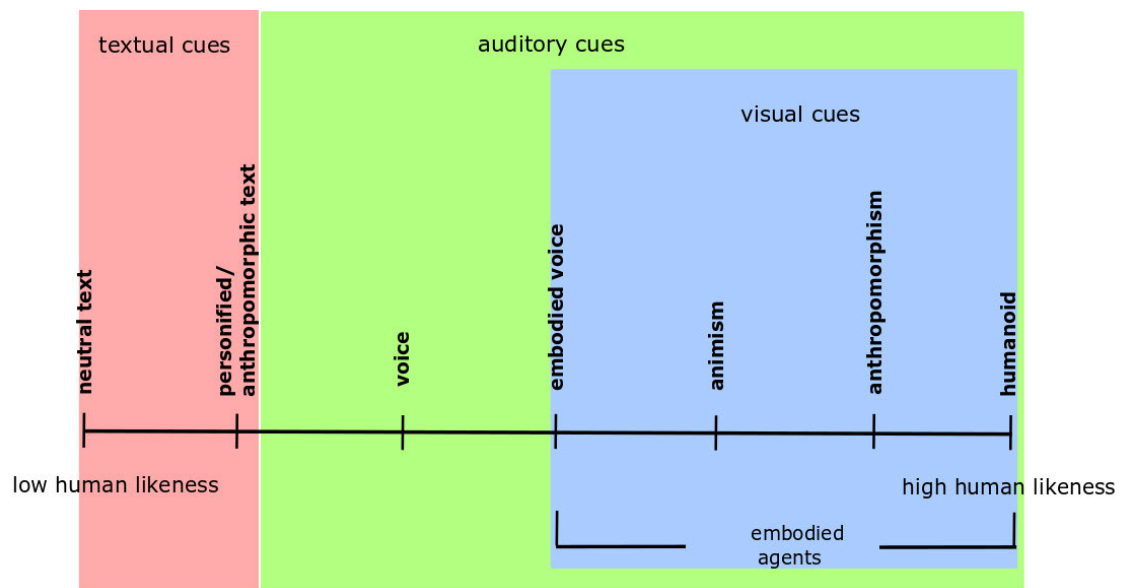 textual cues
auditory cues
visual cues
neutral text
personified/
anthropomorphic text
voice
embodied voice
animism
anthropomorphism
humanoid
low human likeness
high human likeness
embodied
agents